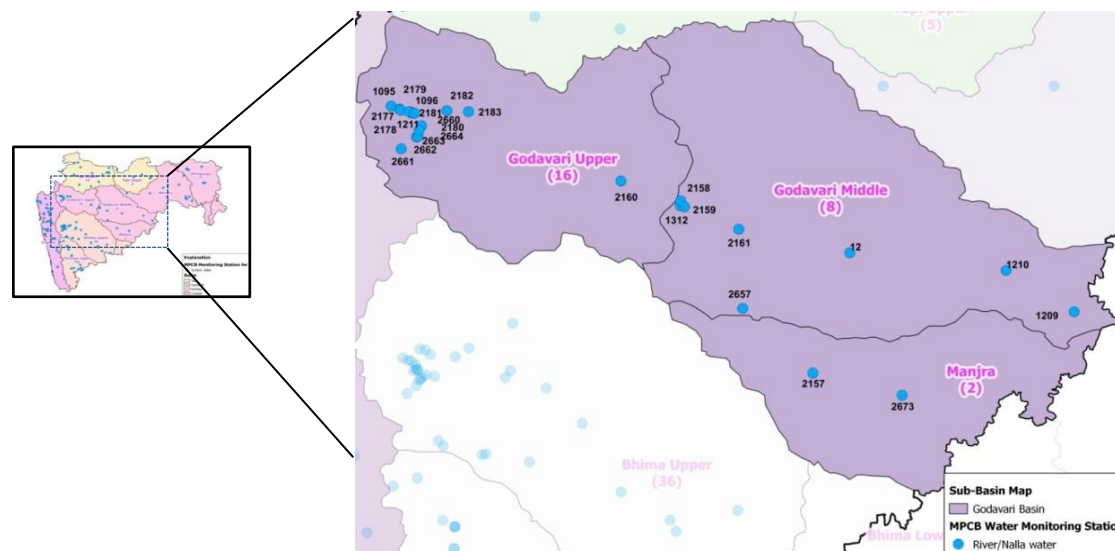 Tapi Upper
(5)
2179
2182
1095
1096
2177
2181
2183
1211
2660
2178
2180
2663
2664
2662
2661
Godavari Upper
(16)
2160
2158
Godavari Middle
(8)
1312
2159
2161
12
1210
2657
1209
2157
Manjra
(2)
2673
Bhima Upper
(36)
Bhima Low
Sub-Basin Map
Godavari Basin
MPCB Water Monitoring Station
River/Nalla water
Explanation
MPCB Monitoring Station for